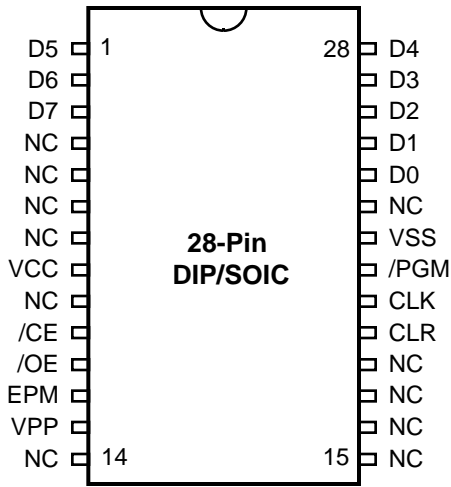 D5 1 28 D4
D6 D3
D7 D2
NC D1
NC D0
NC NC
NC 28-Pin VSS
VCC DIP/SOIC /PGM
NC CLK
/CE CLR
/OE NC
EPM NC
VPP NC
NC 14 15 NC